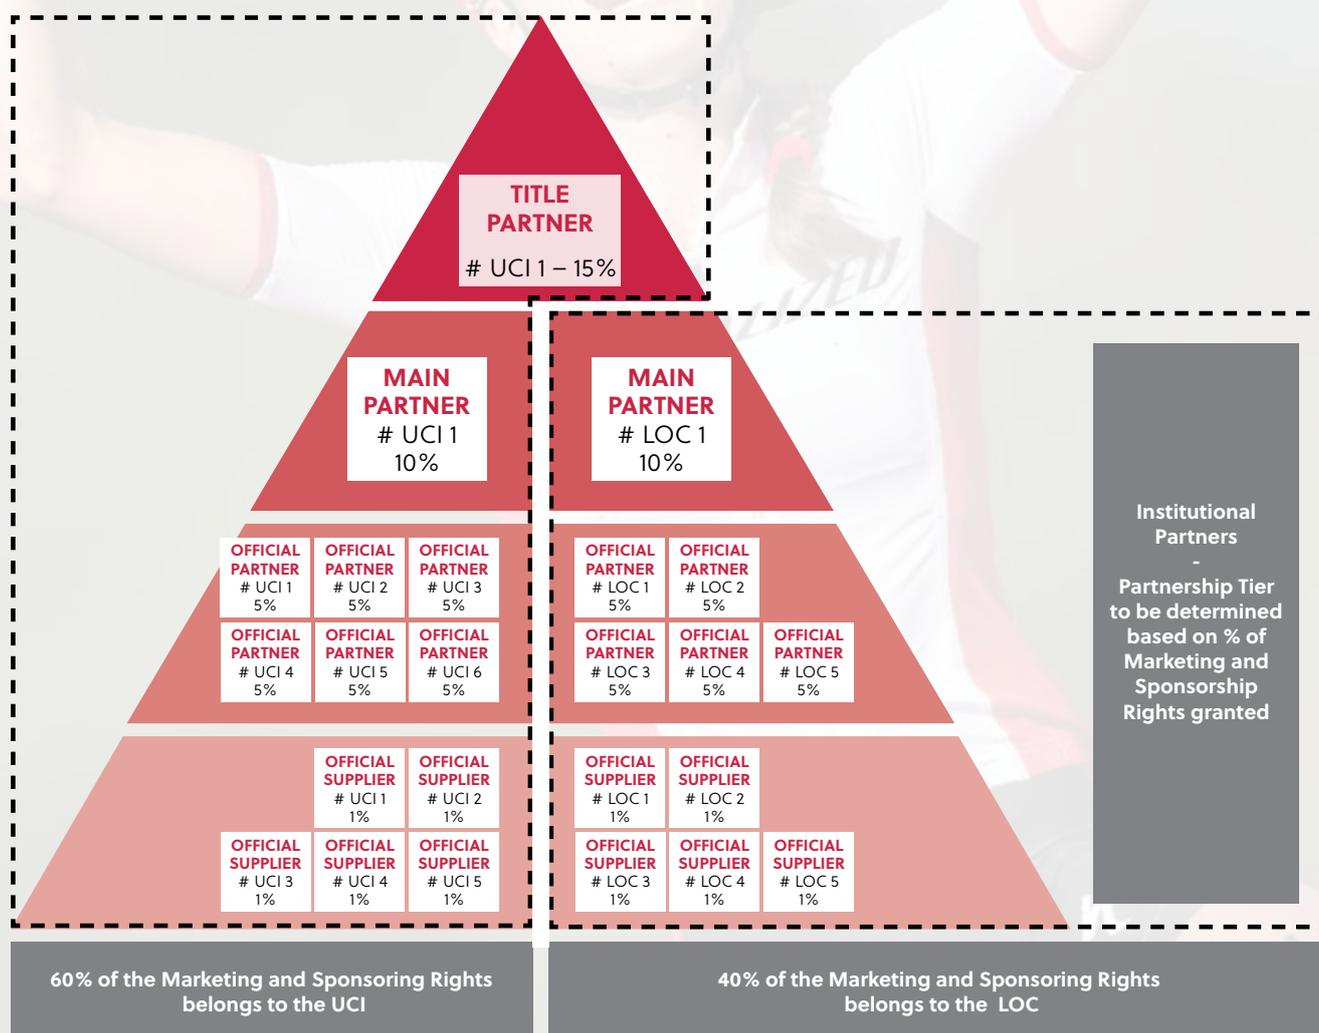 TITLE
PARTNER
# UCI 1 – 15%
MAIN
PARTNER
# UCI 1
10%
MAIN
PARTNER
# LOC 1
10%
OFFICIAL
PARTNER
# UCI 1
5%
OFFICIAL
PARTNER
# UCI 2
5%
OFFICIAL
PARTNER
# UCI 3
5%
OFFICIAL
PARTNER
# LOC 1
5%
OFFICIAL
PARTNER
# LOC 2
5%
OFFICIAL
PARTNER
# UCI 4
5%
OFFICIAL
PARTNER
# UCI 5
5%
OFFICIAL
PARTNER
# UCI 6
5%
OFFICIAL
PARTNER
# LOC 3
5%
OFFICIAL
PARTNER
# LOC 4
5%
OFFICIAL
PARTNER
# LOC 5
5%
OFFICIAL
SUPPLIER
# UCI 1
1%
OFFICIAL
SUPPLIER
# UCI 2
1%
OFFICIAL
SUPPLIER
# LOC 1
1%
OFFICIAL
SUPPLIER
# LOC 2
1%
OFFICIAL
SUPPLIER
# UCI 3
1%
OFFICIAL
SUPPLIER
# UCI 4
1%
OFFICIAL
SUPPLIER
# UCI 5
1%
OFFICIAL
SUPPLIER
# LOC 3
1%
OFFICIAL
SUPPLIER
# LOC 4
1%
OFFICIAL
SUPPLIER
# LOC 5
1%
Institutional
Partners
-
Partnership Tier
to be determined
based on % of
Marketing and
Sponsorship
Rights granted
60% of the Marketing and Sponsoring Rights
belongs to the UCI
40% of the Marketing and Sponsoring Rights
belongs to the LOC